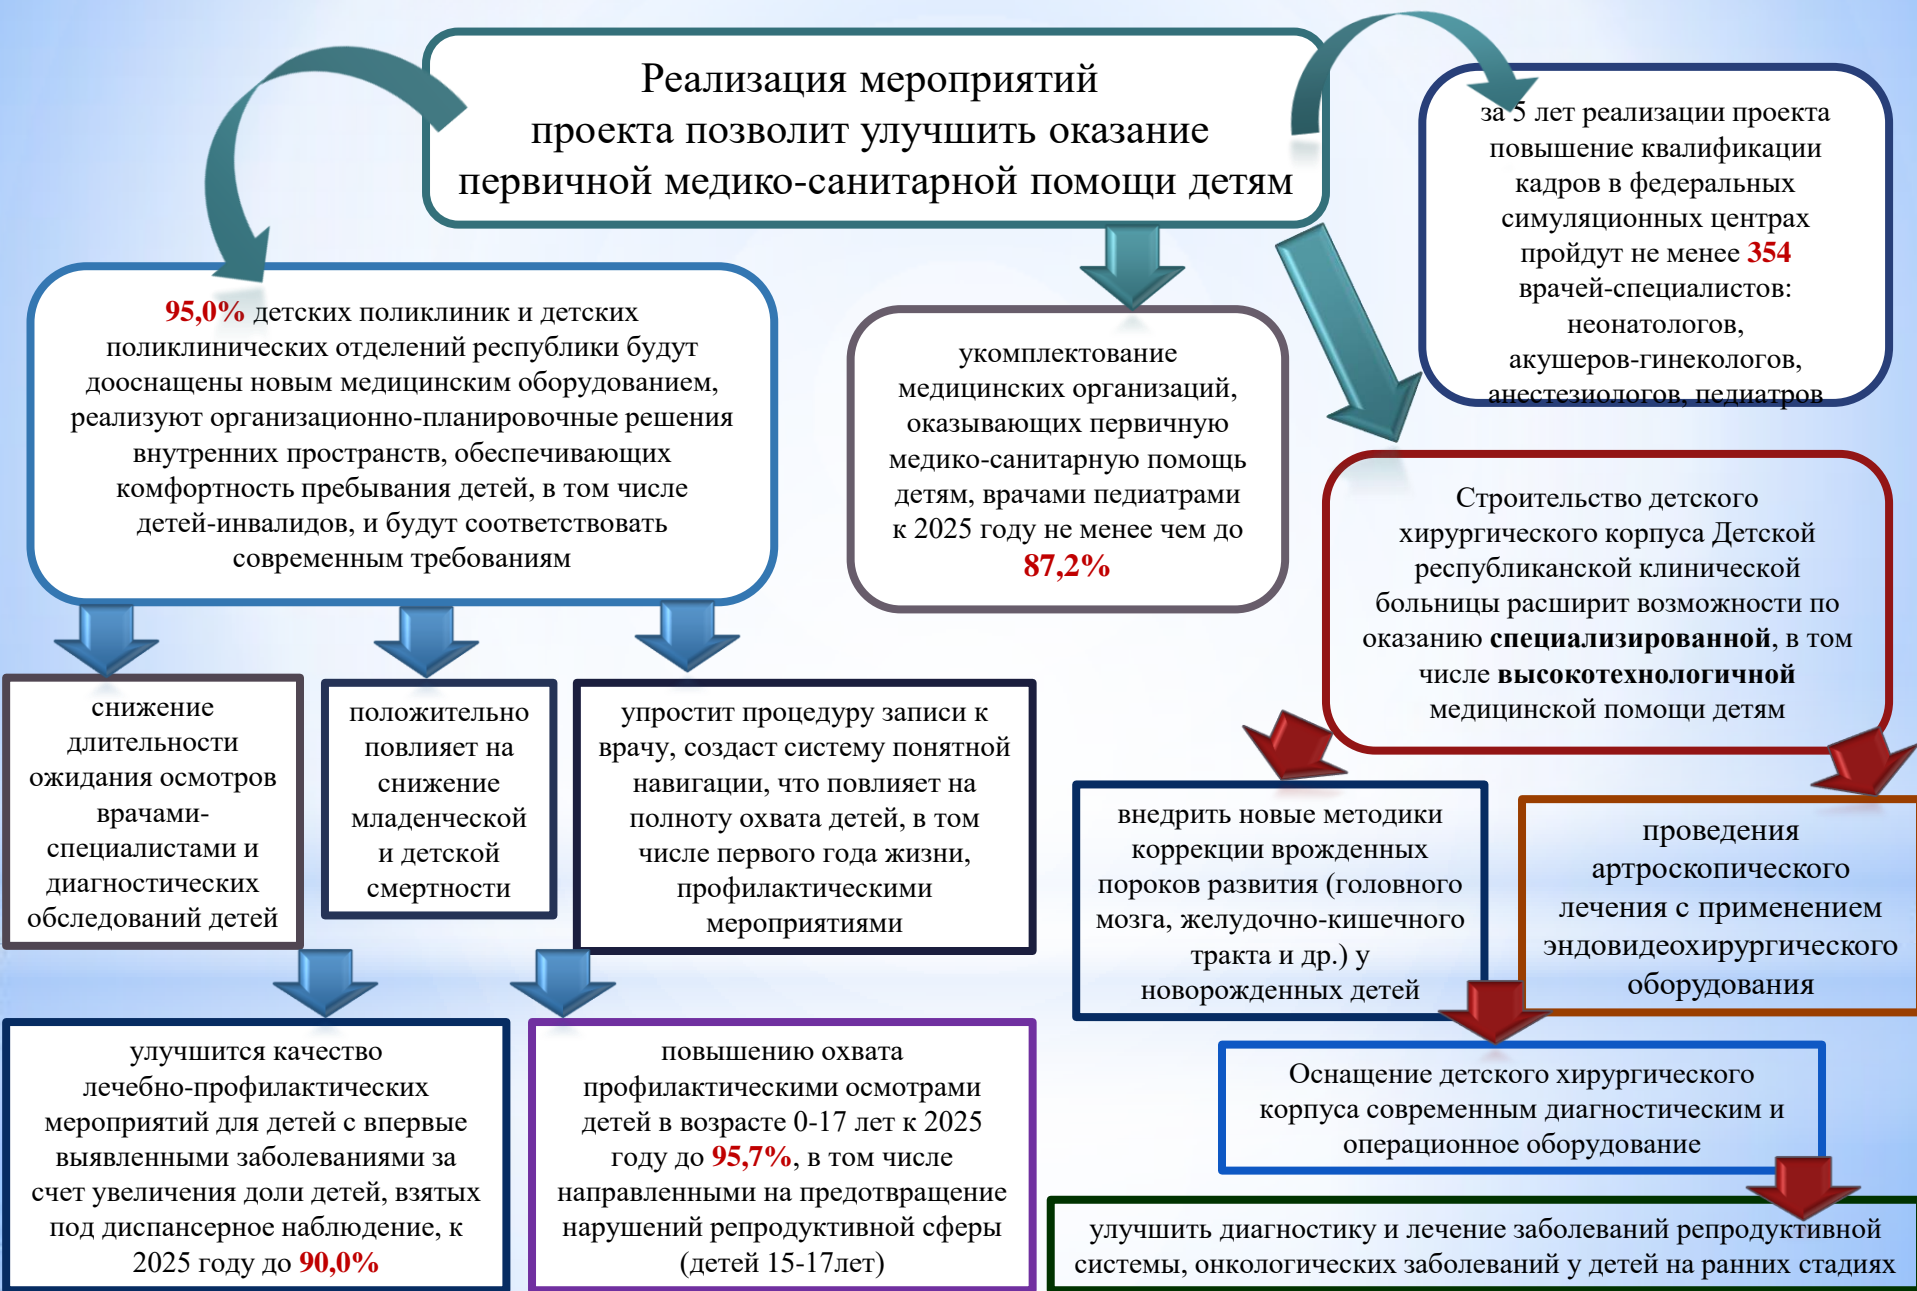 Реализация мероприятий
проекта позволит улучшить оказание
первичной медико-санитарной помощи детям
за 5 лет реализации проекта
повышение квалификации
кадров в федеральных
симуляционных центрах
пройдут не менее 354
врачей-специалистов:
неонатологов,
акушеров-гинекологов,
анестезиологов, педиатров
95,0% детских поликлиник и детских
поликлинических отделений республики будут
дооснащены новым медицинским оборудованием,
реализуют организационно-планировочные решения
внутренних пространств, обеспечивающих
комфортность пребывания детей, в том числе
детей-инвалидов, и будут соответствовать
современным требованиям
укомплектование
медицинских организаций,
оказывающих первичную
медико-санитарную помощь
детям, врачами педиатрами
к 2025 году не менее чем до
87,2%
Строительство детского
хирургического корпуса Детской
республиканской клинической
больницы расширит возможности по
оказанию специализированной, в том
числе высокотехнологичной
медицинской помощи детям
снижение
длительности
ожидания осмотров
врачами-
специалистами и
диагностических
обследований детей
положительно
повлияет на
снижение
младенческой
и детской
смертности
упростит процедуру записи к
врачу, создаст систему понятной
навигации, что повлияет на
полноту охвата детей, в том
числе первого года жизни,
профилактическими
мероприятиями
внедрить новые методики
коррекции врожденных
пороков развития (головного
мозга, желудочно-кишечного
тракта и др.) у
новорожденных детей
проведения
артроскопического
лечения с применением
эндовидеохирургического
оборудования
улучшится качество
лечебно-профилактических
мероприятий для детей с впервые
выявленными заболеваниями за
счет увеличения доли детей, взятых
под диспансерное наблюдение, к
2025 году до 90,0%
повышению охвата
профилактическими осмотрами
детей в возрасте 0-17 лет к 2025
году до 95,7%, в том числе
направленными на предотвращение
нарушений репродуктивной сферы
(детей 15-17лет)
Оснащение детского хирургического
корпуса современным диагностическим и
операционное оборудование
улучшить диагностику и лечение заболеваний репродуктивной
системы, онкологических заболеваний у детей на ранних стадиях